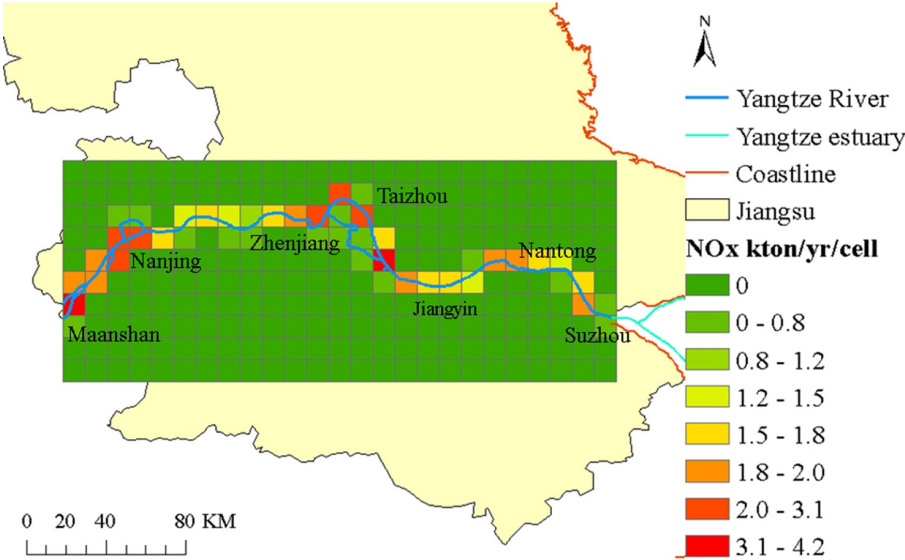 N
Yangtze River
Yangtze estuary
Coastline
Jiangsu
NOx kton/yr/cell
0
0 - 0.8
0.8 - 1.2
1.2 - 1.5
1.5 - 1.8
1.8 - 2.0
2.0 - 3.1
3.1 - 4.2
Taizhou
Zhenjiang
Nanjing
Nantong
Jiangyin
Maanshan
Suzhou
0 20 40 80 KM